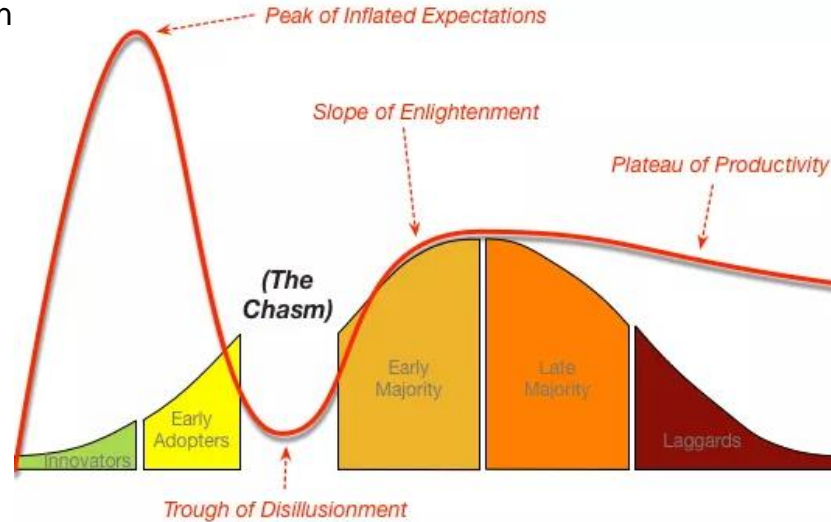 n
Peak of Inflated Expectations
Slope of Enlightenment
Plateau of Productivity
(The
Chasm)
Early
Majority
Late
Majority
Early
Adopters
Innovators
Laggards
Trough of Disillusionment